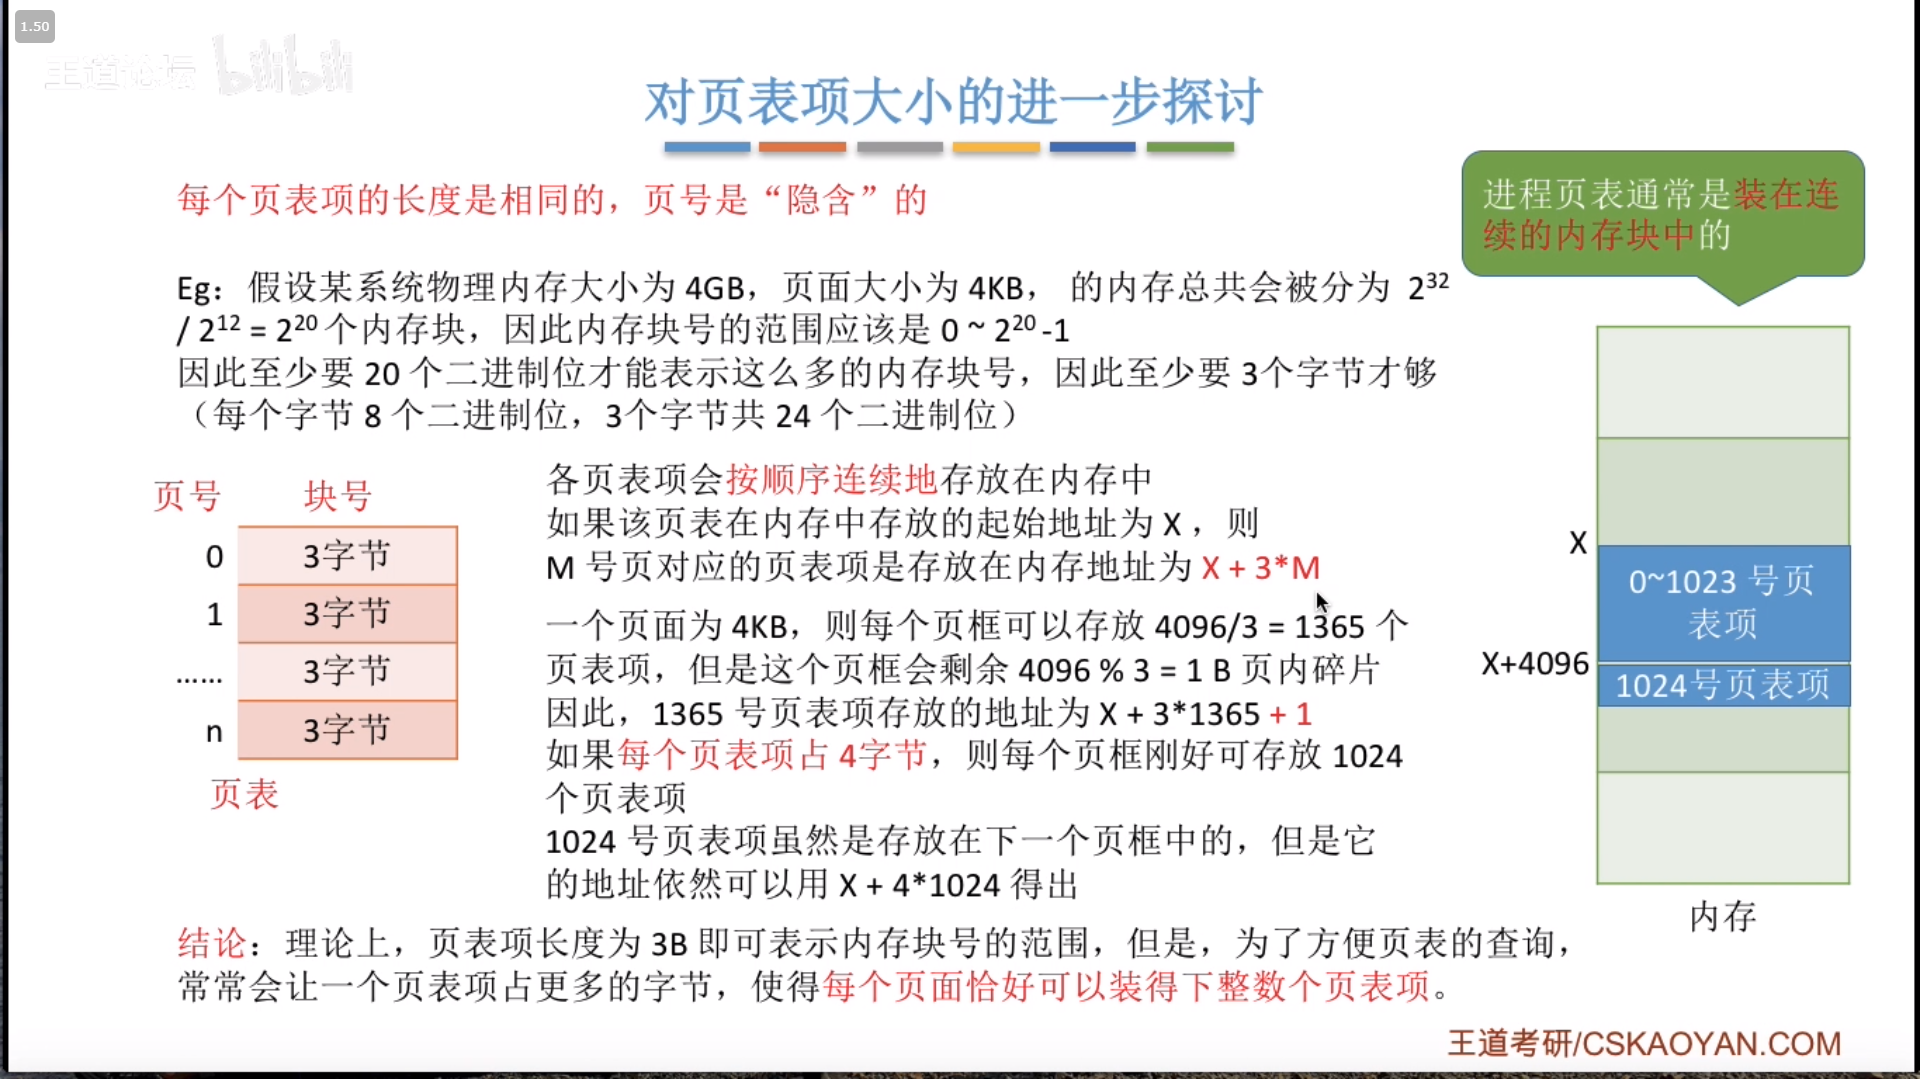 1.50
王道论坛 bilibili
对页表项大小的进一步探讨
每个页表项的长度是相同的，页号是“隐含”的
进程页表通常是装在连
续的内存块中的
Eg：假设某系统物理内存大小为 4GB，页面大小为 4KB， 的内存总共会被分为 2³²
/ 2¹² = 2²⁰ 个内存块，因此内存块号的范围应该是 0 ~ 2²⁰ -1
因此至少要 20 个二进制位才能表示这么多的内存块号，因此至少要 3个字节才够
（每个字节 8 个二进制位，3个字节共 24 个二进制位）
页号 块号
0 3字节
1 3字节
…… 3字节
n 3字节
页表
各页表项会按顺序连续地存放在内存中
如果该页表在内存中存放的起始地址为 X ，则
M 号页对应的页表项是存放在内存地址为 X + 3*M
一个页面为 4KB，则每个页框可以存放 4096/3 = 1365 个
页表项，但是这个页框会剩余 4096 % 3 = 1 B 页内碎片
因此，1365 号页表项存放的地址为 X + 3*1365 + 1
如果每个页表项占 4字节，则每个页框刚好可存放 1024
个页表项
1024 号页表项虽然是存放在下一个页框中的，但是它
的地址依然可以用 X + 4*1024 得出
X
0~1023 号页
表项
X+4096
1024号页表项
内存
结论：理论上，页表项长度为 3B 即可表示内存块号的范围，但是，为了方便页表的查询，
常常会让一个页表项占更多的字节，使得每个页面恰好可以装得下整数个页表项。
王道考研/CSKAOYAN.COM